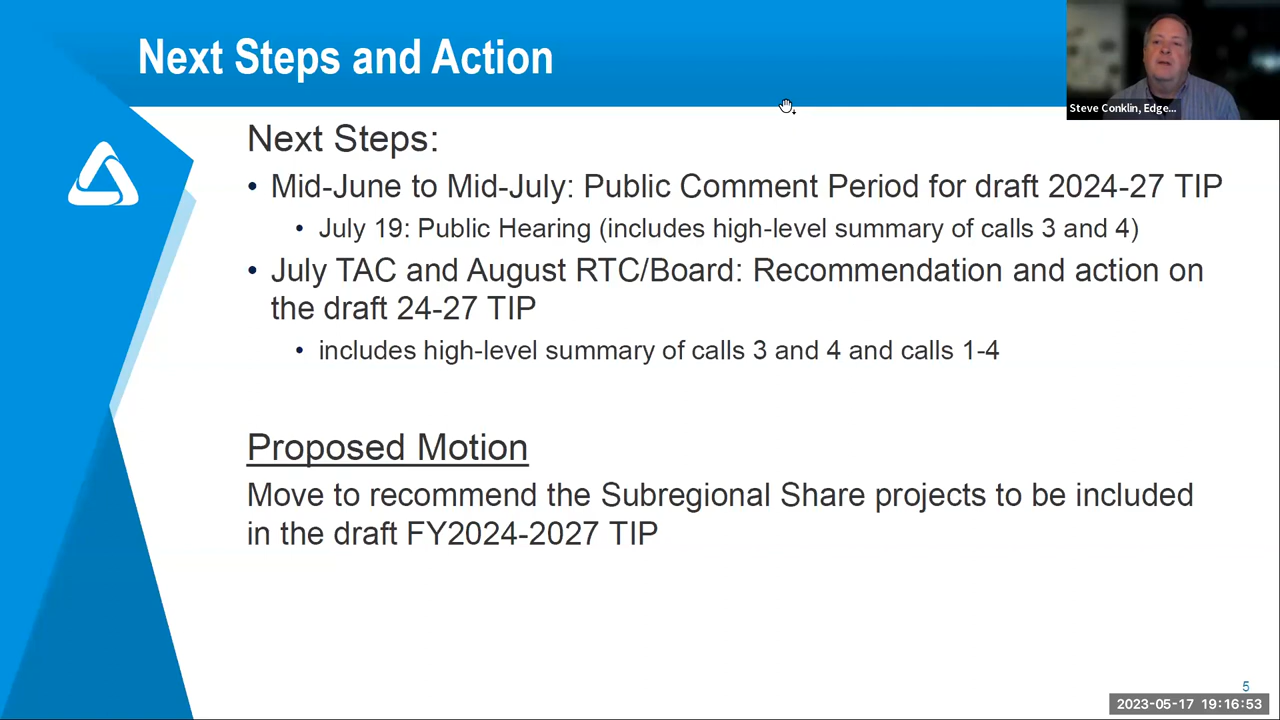 Next Steps and Action
Steve Conklin, Edge...
Next Steps:
• Mid-June to Mid-July: Public Comment Period for draft 2024-27 TIP
• July 19: Public Hearing (includes high-level summary of calls 3 and 4)
• July TAC and August RTC/Board: Recommendation and action on
the draft 24-27 TIP
• includes high-level summary of calls 3 and 4 and calls 1-4
Proposed Motion
Move to recommend the Subregional Share projects to be included
in the draft FY2024-2027 TIP
5
2023-05-17 19:16:53